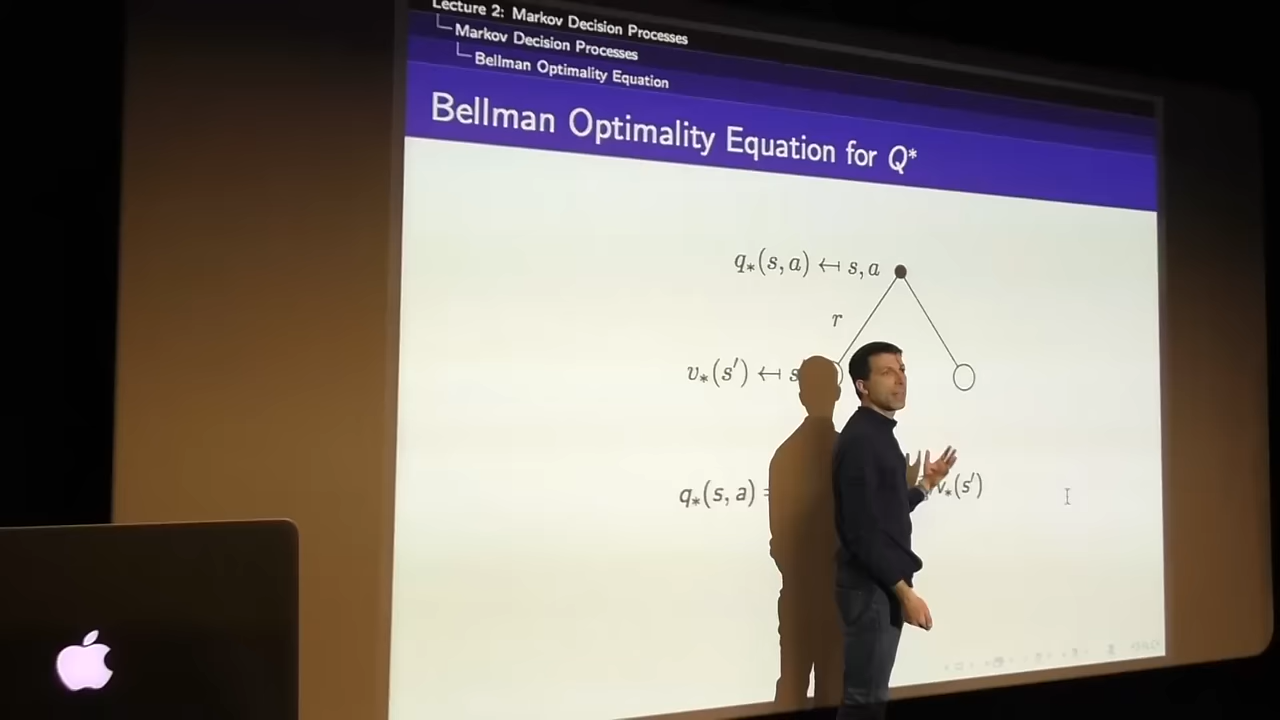 Lecture 2: Markov Decision Processes
Markov Decision Processes
Bellman Optimality Equation
Bellman Optimality Equation for Q*
q∗(s, a) ↤ s, a
r
v∗(s′) ↤ s
q∗(s, a) = v∗(s′)